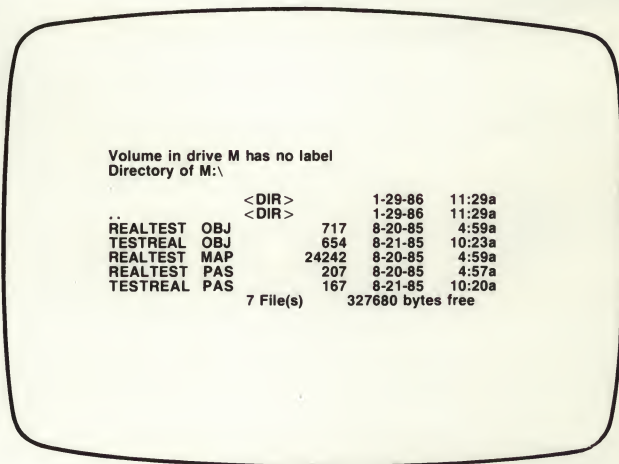 Volume in drive M has no label
Directory of M:\
. <DIR> 1-29-86 11:29a
.. <DIR> 1-29-86 11:29a
REALTEST OBJ 717 8-20-85 4:59a
TESTREAL OBJ 654 8-21-85 10:23a
REALTEST MAP 24242 8-20-85 4:59a
REALTEST PAS 207 8-20-85 4:57a
TESTREAL PAS 167 8-21-85 10:20a
7 File(s) 327680 bytes free